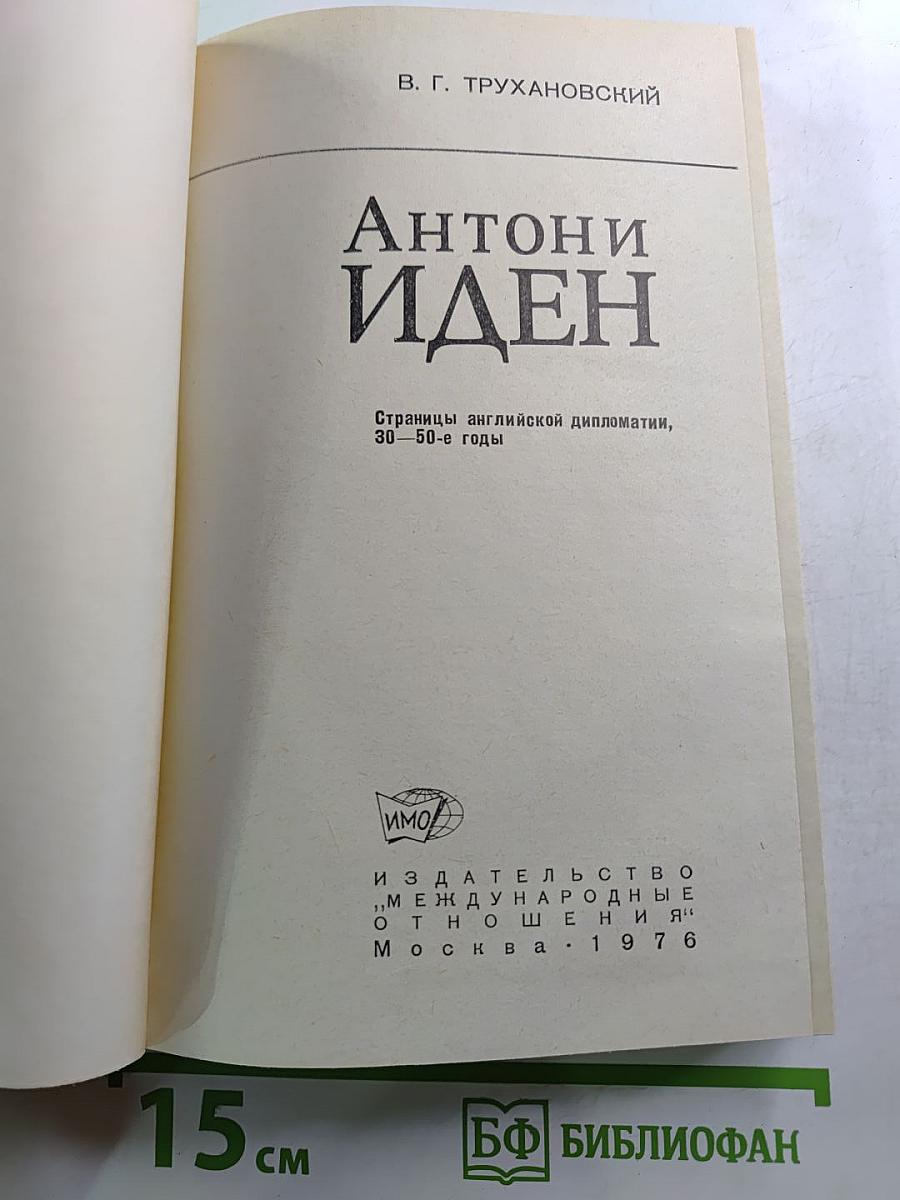 В. Г. ТРУХАНОВСКИЙ
АНТОНИ
ИДЕН
Страницы английской дипломатии,
30—50-е годы
ИМО
ИЗДАТЕЛЬСТВО
„МЕЖДУНАРОДНЫЕ
ОТНОШЕНИЯ“
Москва · 1976
15 см
БФ БИБЛИОФАН